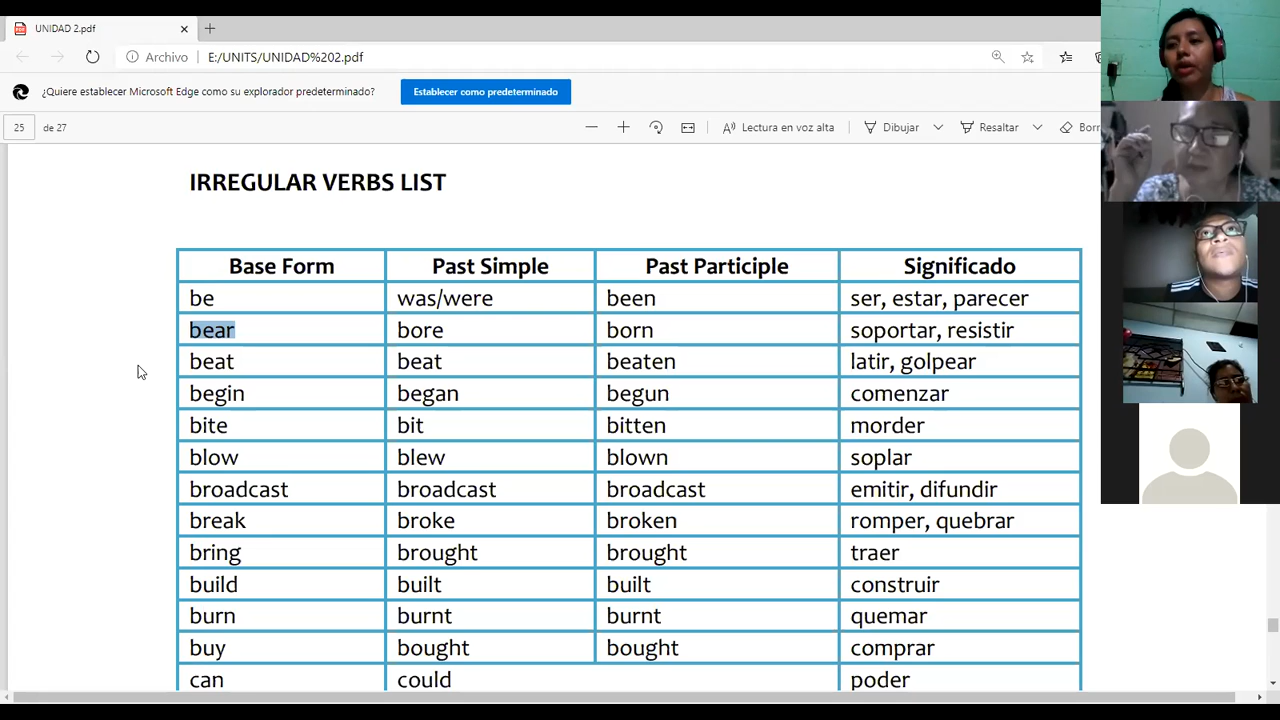 UNIDAD 2.pdf
Archivo E:/UNITS/UNIDAD%202.pdf
¿Quiere establecer Microsoft Edge como su explorador predeterminado? Establecer como predeterminado
25 de 27 Lectura en voz alta Dibujar Resaltar Borr
IRREGULAR VERBS LIST
Base Form Past Simple Past Participle Significado
be was/were been ser, estar, parecer
bear bore born soportar, resistir
beat beat beaten latir, golpear
begin began begun comenzar
bite bit bitten morder
blow blew blown soplar
broadcast broadcast broadcast emitir, difundir
break broke broken romper, quebrar
bring brought brought traer
build built built construir
burn burnt burnt quemar
buy bought bought comprar
can could poder